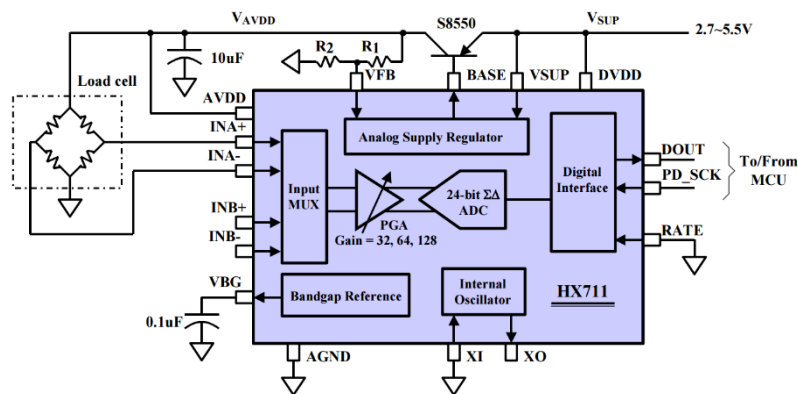 V_AVDD
S8550
V_SUP
2.7~5.5V
R2
R1
10uF
VFB
BASE
VSUP
DVDD
Load cell
AVDD
INA+
INA-
INB+
INB-
VBG
Analog Supply Regulator
Input
MUX
PGA
Gain = 32, 64, 128
24-bit ΣΔ
ADC
Digital
Interface
DOUT
PD_SCK
To/From
MCU
RATE
Bandgap Reference
Internal
Oscillator
HX711
0.1uF
AGND
XI
XO